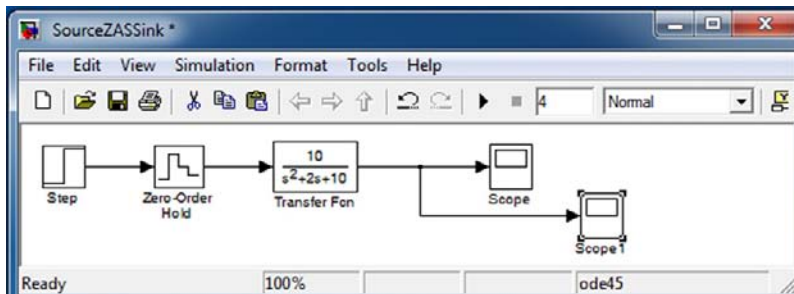 SourceZASSink *
File Edit View Simulation Format Tools Help
4 Normal
10
s²+2s+10
Step
Zero-Order
Hold
Transfer Fcn
Scope
Scope1
Ready 100% ode45